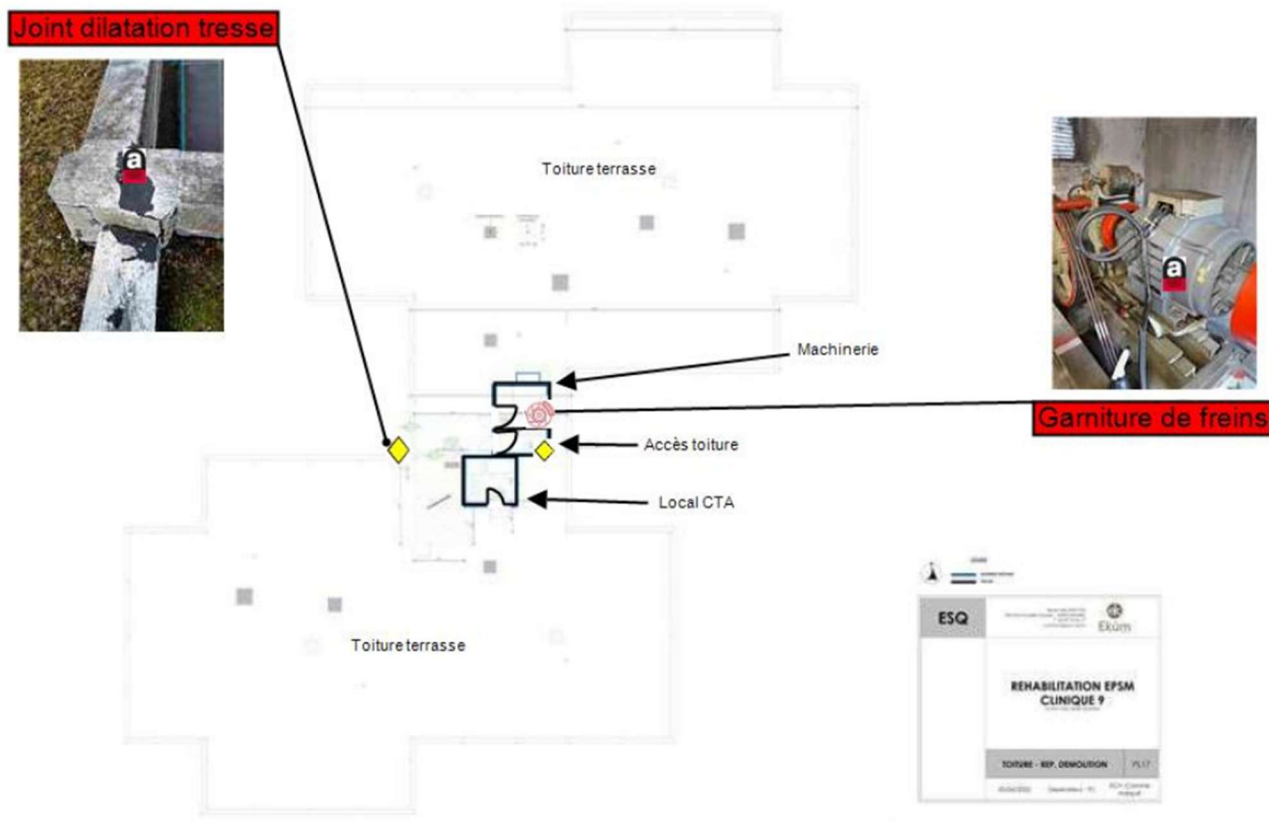 Joint dilatation tresse
a
Toiture terrasse
a
Machinerie
Garniture de freins
Accès toiture
Local CTA
Toiture terrasse
ESQ
Eküm
REHABILITATION EPSM
CLINIQUE 9
TOITURE - REP. DEMOLITION